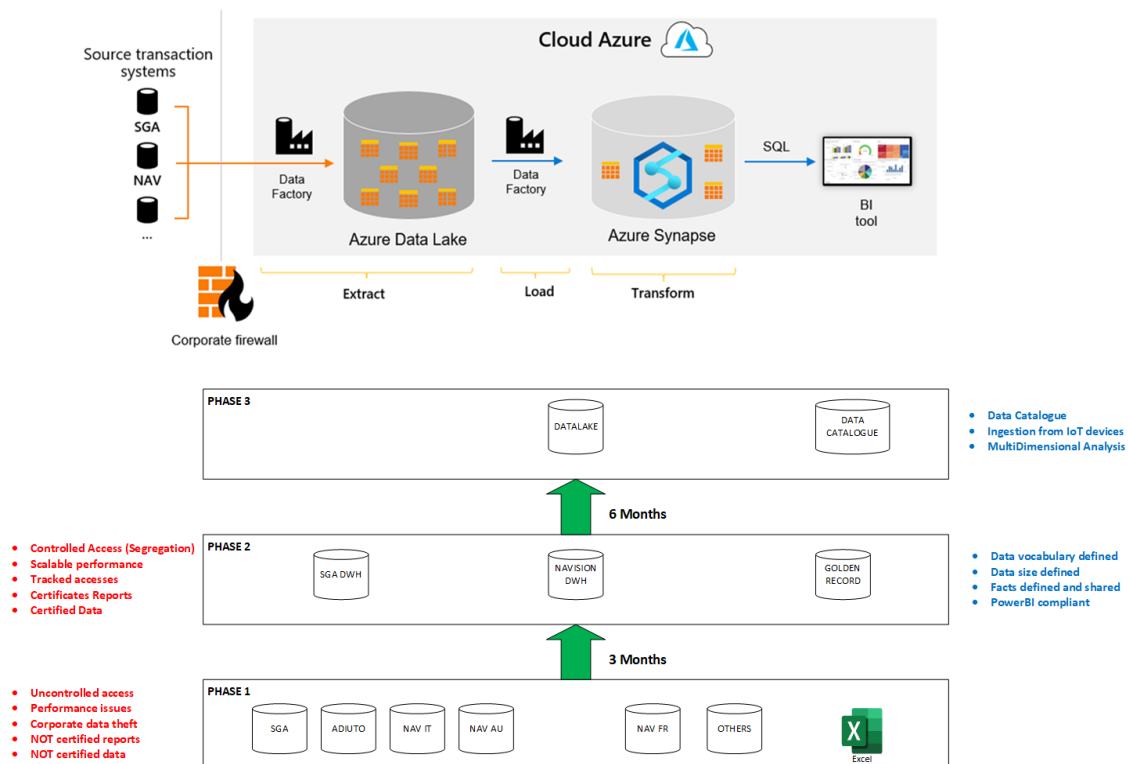 Cloud Azure
Source transaction
systems
SGA
NAV
...
Data
Factory
Azure Data Lake
Data
Factory
Azure Synapse
SQL
BI
tool
Extract
Load
Transform
Corporate firewall
PHASE 3
DATALAKE
DATA
CATALOGUE
• Data Catalogue
• Ingestion from IoT devices
• MultiDimensional Analysis
6 Months
• Controlled Access (Segregation)
• Scalable performance
• Tracked accesses
• Certificates Reports
• Certified Data
PHASE 2
SGA DWH
NAVISION
DWH
GOLDEN
RECORD
• Data vocabulary defined
• Data size defined
• Facts defined and shared
• PowerBI compliant
3 Months
• Uncontrolled access
• Performance issues
• Corporate data theft
• NOT certified reports
• NOT certified data
PHASE 1
SGA
ADIUTO
NAV IT
NAV AU
NAV FR
OTHERS
X
Excel